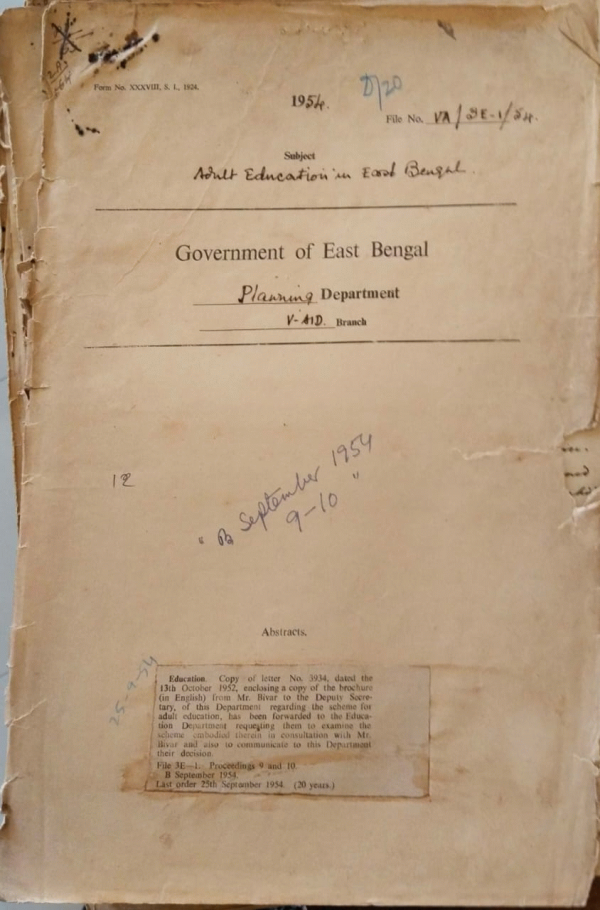 Form No. XXXVIII, S. I., 1924.
1954.
D/20
File No. VA/3E-1/54.
Subject
Adult Education in East Bengal.
Government of East Bengal
Planning Department
V-AID. Branch
12
"B September 1954
9-10"
Abstracts.
25-9-54
Education. Copy of letter No. 3934, dated the
13th October 1952, enclosing a copy of the brochure
(in English) from Mr. Bivar to the Deputy Secre-
tary, of this Department regarding the scheme for
adult education, has been forwarded to the Educa-
tion Department requesting them to examine the
scheme embodied therein in consultation with Mr.
Bivar and also to communicate to this Department
their decision.
File 3E—1. Proceedings 9 and 10.
B September 1954.
Last order 25th September 1954. (20 years.)